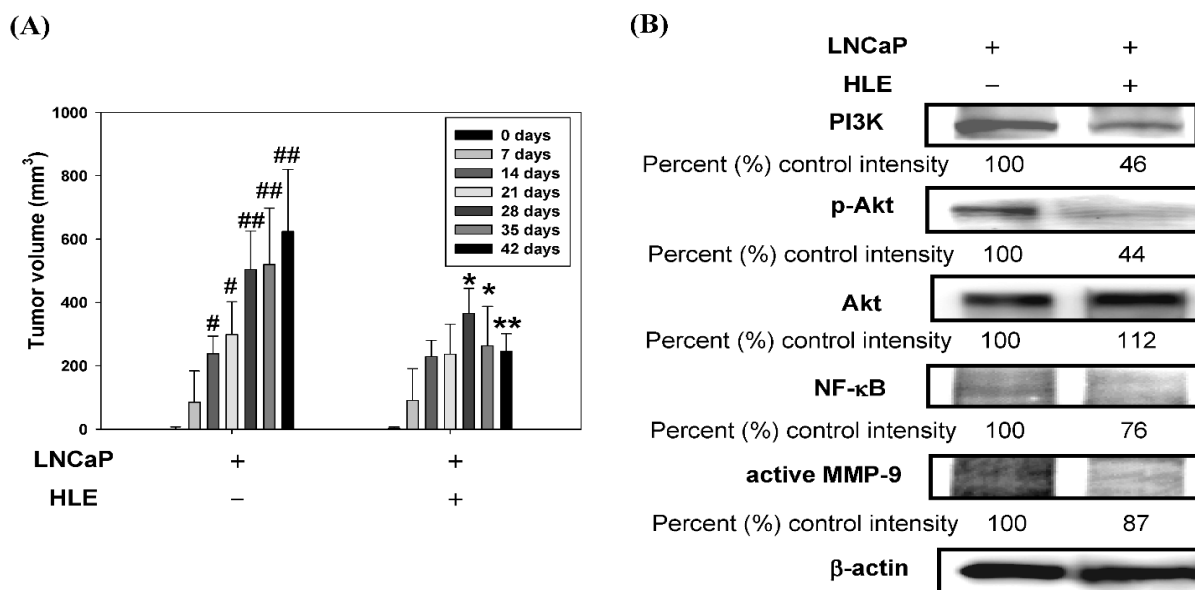 (A)
1000
800
600
400
200
0
Tumor volume (mm³)
0 days
7 days
14 days
21 days
28 days
35 days
42 days
#
#
##
##
##
*
*
**
LNCaP + +
HLE − +
(B)
LNCaP + +
HLE − +
PI3K
Percent (%) control intensity 100 46
p-Akt
Percent (%) control intensity 100 44
Akt
Percent (%) control intensity 100 112
NF-κB
Percent (%) control intensity 100 76
active MMP-9
Percent (%) control intensity 100 87
β-actin